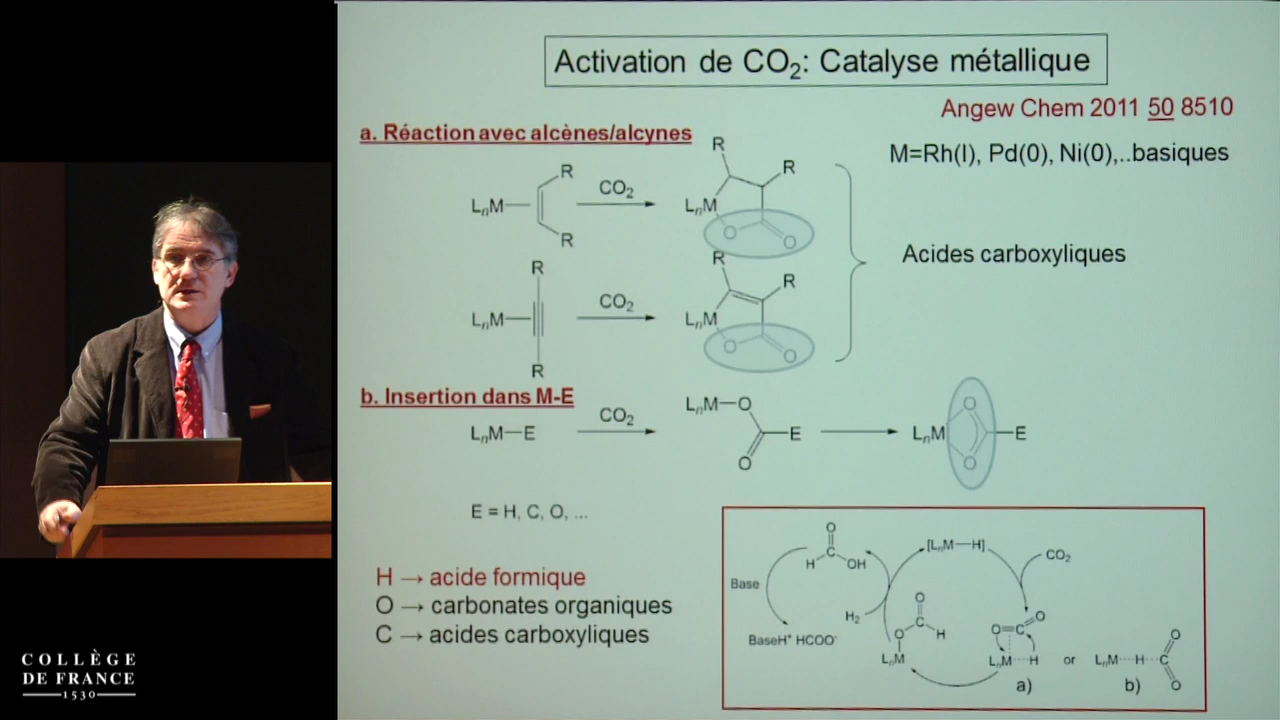 Activation de CO₂: Catalyse métallique
Angew Chem 2011 50 8510
a. Réaction avec alcènes/alcynes
M=Rh(I), Pd(0), Ni(0),..basiques
R
LₙM
R
CO₂
R
R
LₙM
O
O
Acides carboxyliques
R
LₙM
R
CO₂
R
R
LₙM
O
O
b. Insertion dans M-E
LₙM—E
CO₂
LₙM—O
E
O
LₙM
O
O
E
E = H, C, O, ...
H → acide formique
O → carbonates organiques
C → acides carboxyliques
O
H C OH
[LₙM—H]
CO₂
Base
H₂
BaseH⁺ HCOO⁻
O
O C H
LₙM
O=C=O
LₙM H
a)
or
LₙM H C
O
O
b)
COLLÈGE
DE FRANCE
1530